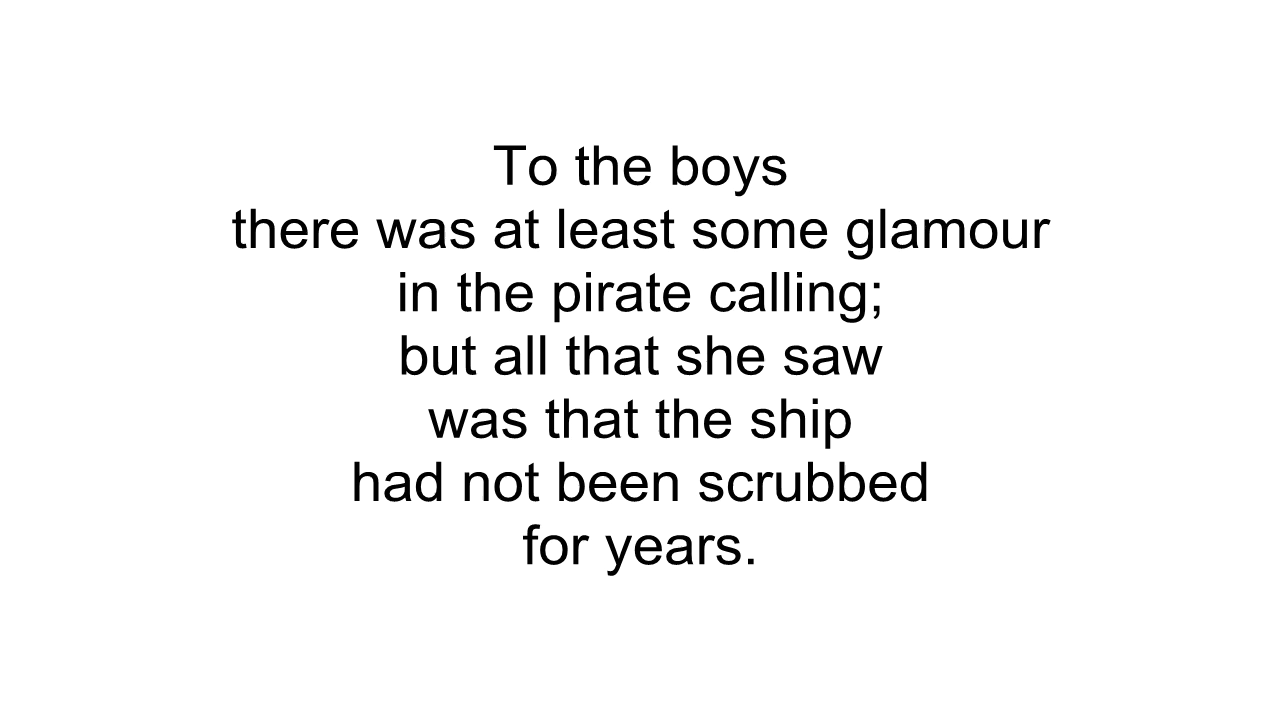 To the boys
there was at least some glamour
in the pirate calling;
but all that she saw
was that the ship
had not been scrubbed
for years.